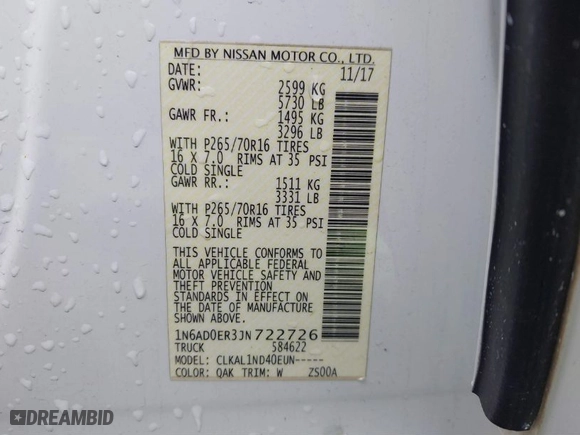 MFD BY NISSAN MOTOR CO., LTD.
DATE: 11/17
GVWR: 2599 KG
5730 LB
GAWR FR.: 1495 KG
3296 LB
WITH P265/70R16 TIRES
16 X 7.0 RIMS AT 35 PSI
COLD SINGLE
GAWR RR.: 1511 KG
3331 LB
WITH P265/70R16 TIRES
16 X 7.0 RIMS AT 35 PSI
COLD SINGLE
THIS VEHICLE CONFORMS TO
ALL APPLICABLE FEDERAL
MOTOR VEHICLE SAFETY AND
THEFT PREVENTION
STANDARDS IN EFFECT ON
THE DATE OF MANUFACTURE
SHOWN ABOVE.
1N6AD0ER3JN722726
TRUCK 584622
MODEL: CLKAL1ND40EUN-----
COLOR: QAK TRIM: W ZS00A
DREAMBID